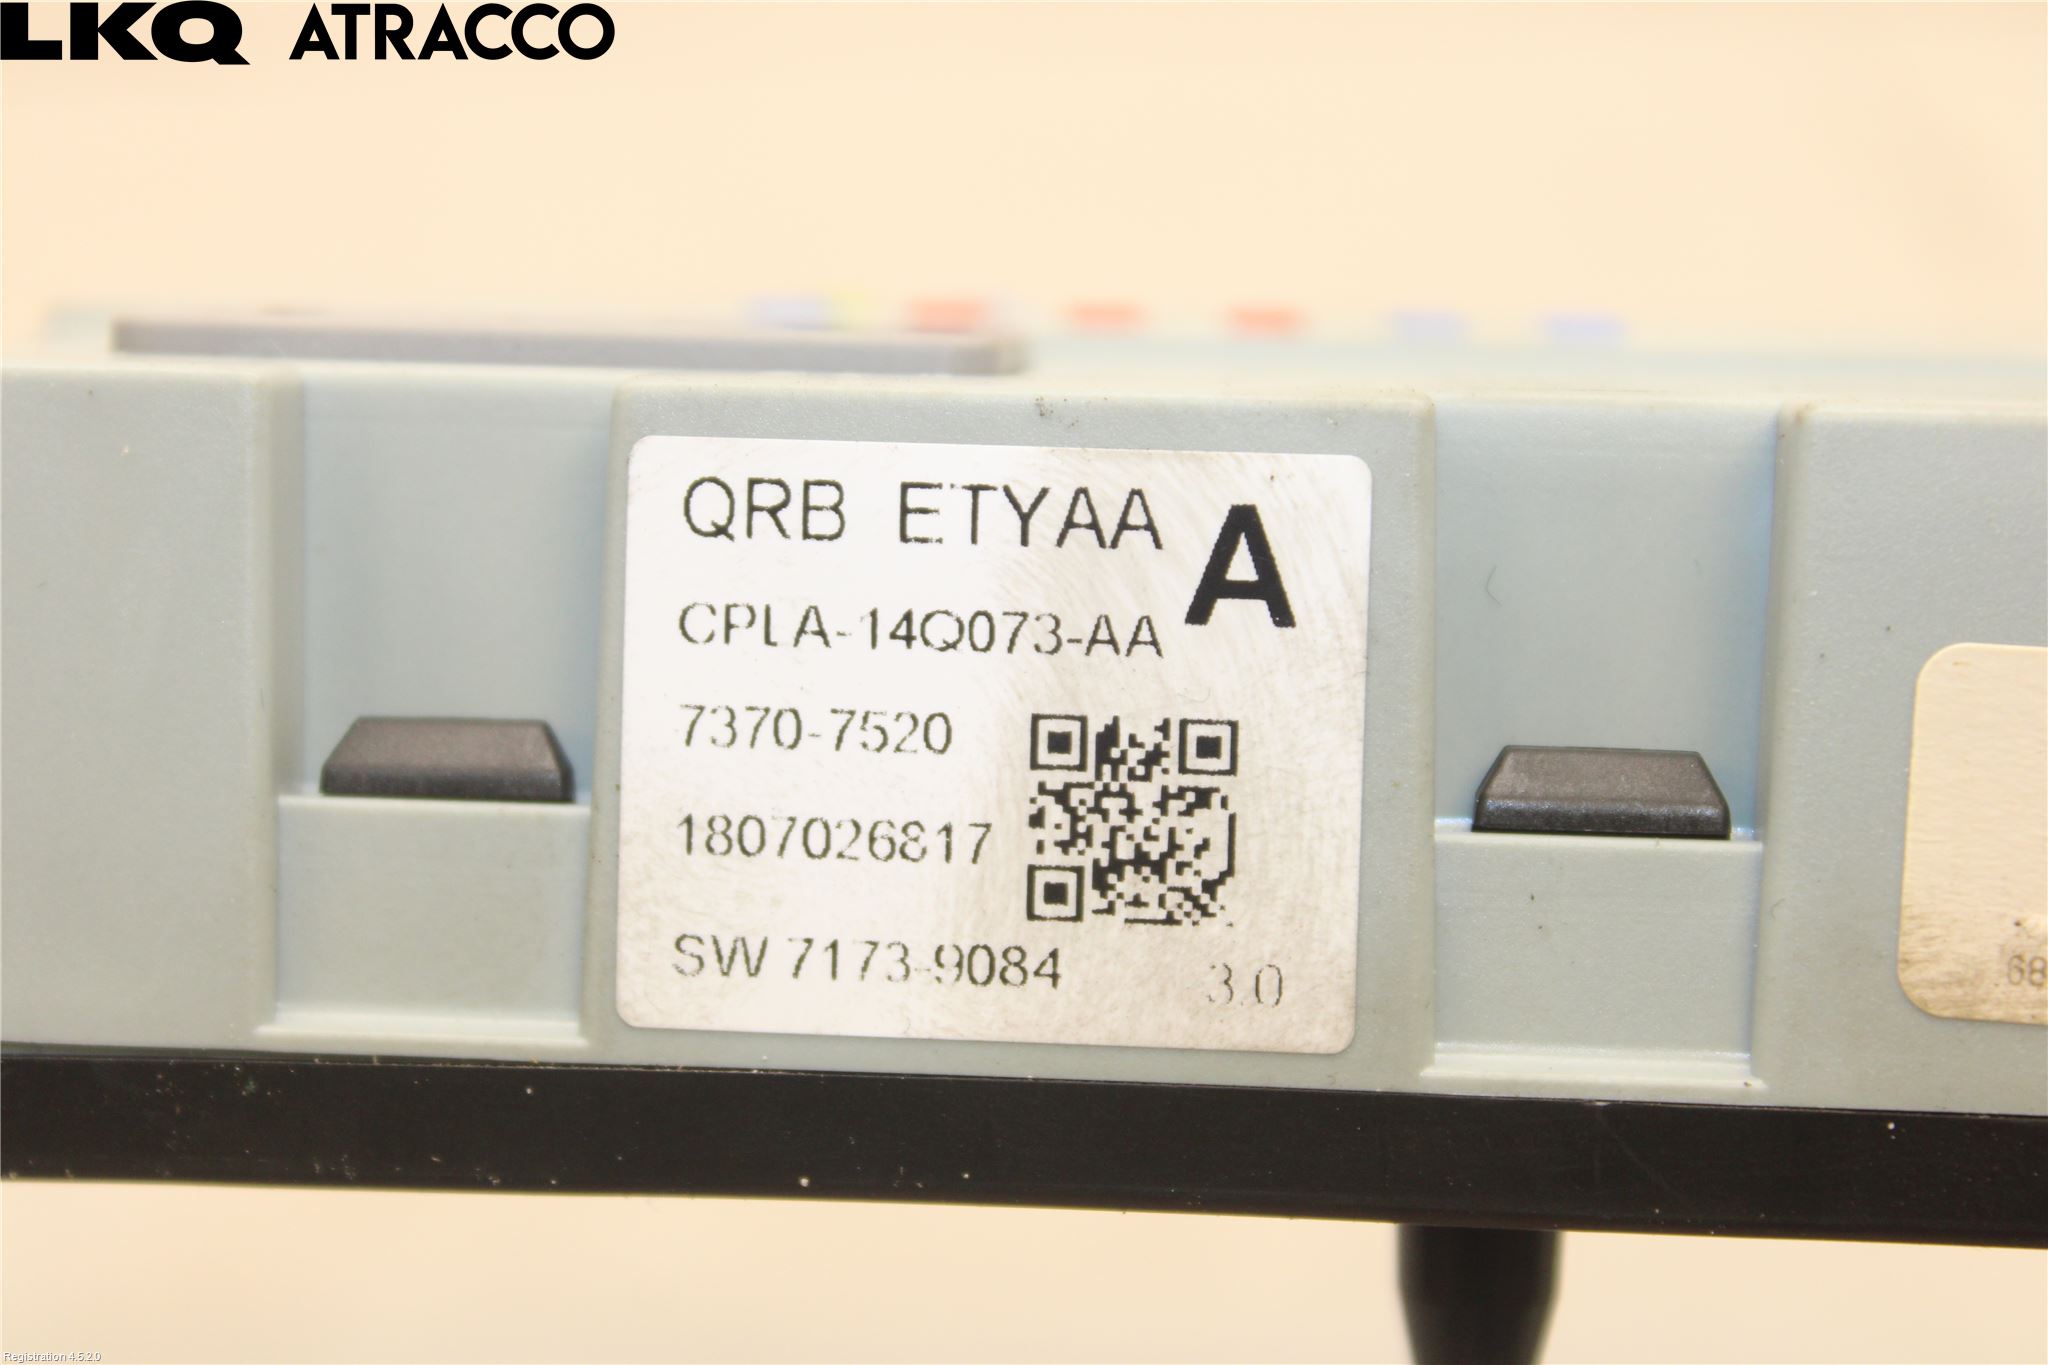 LKQ ATRACCO
QRB ETYAA A
CPLA-14Q073-AA
7370-7520
1807026817
SW 7173-9084 3.0
68
Registration 4.5.2.0